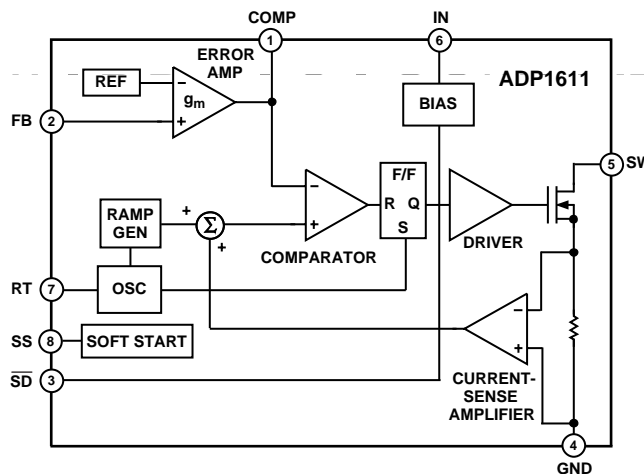 COMP
IN
1
6
ERROR
AMP
ADP1611
REF
−
gm
BIAS
FB
2
+
5
SW
F/F
−
R
Q
RAMP
GEN
+
Σ
+
S
+
DRIVER
COMPARATOR
RT
7
OSC
−
SS
8
SOFT START
+
SD
3
CURRENT-
SENSE
AMPLIFIER
4
GND